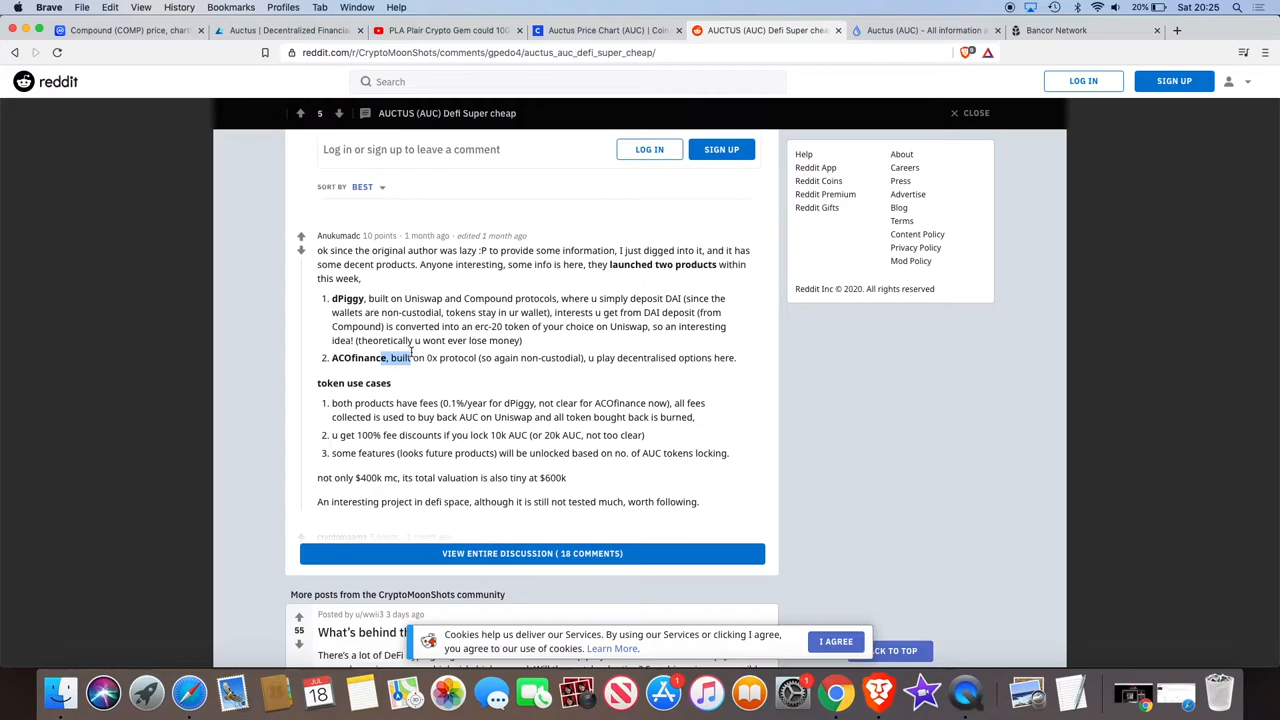 Brave File Edit View History Bookmarks Profiles Tab Window Help Sat 20:25
Compound (COMP) price, chart Auctus | Decentralized Financial PLA Plair Crypto Gem could 100 Auctus Price Chart (AUC) | Coin AUCTUS (AUC) Defi Super cheap Auctus (AUC) - All information a Bancor Network
reddit.com/r/CryptoMoonShots/comments/gpedo4/auctus_auc_defi_super_cheap/
reddit Search LOG IN SIGN UP
5 AUCTUS (AUC) Defi Super cheap CLOSE
Log in or sign up to leave a comment LOG IN SIGN UP
SORT BY BEST
Anukumadc 10 points · 1 month ago · edited 1 month ago
ok since the original author was lazy :P to provide some information, I just digged into it, and it has
some decent products. Anyone interesting, some info is here, they launched two products within
this week,
1. dPiggy, built on Uniswap and Compound protocols, where u simply deposit DAI (since the
wallets are non-custodial, tokens stay in ur wallet), interests u get from DAI deposit (from
Compound) is converted into an erc-20 token of your choice on Uniswap, so an interesting
idea! (theoretically u wont ever lose money)
2. ACOfinance, built on 0x protocol (so again non-custodial), u play decentralised options here.
token use cases
1. both products have fees (0.1%/year for dPiggy, not clear for ACOfinance now), all fees
collected is used to buy back AUC on Uniswap and all token bought back is burned,
2. u get 100% fee discounts if you lock 10k AUC (or 20k AUC, not too clear)
3. some features (looks future products) will be unlocked based on no. of AUC tokens locking.
not only $400k mc, its total valuation is also tiny at $600k
An interesting project in defi space, although it is still not tested much, worth following.
VIEW ENTIRE DISCUSSION ( 18 COMMENTS)
More posts from the CryptoMoonShots community
Posted by u/wwii3 3 days ago
55
What's behind th
There's a lot of DeFi
Help About
Reddit App Careers
Reddit Coins Press
Reddit Premium Advertise
Reddit Gifts Blog
Terms
Content Policy
Privacy Policy
Mod Policy
Reddit Inc © 2020. All rights reserved
Cookies help us deliver our Services. By using our Services or clicking I agree,
you agree to our use of cookies. Learn More.
I AGREE
CK TO TOP
JUL
18
1
1